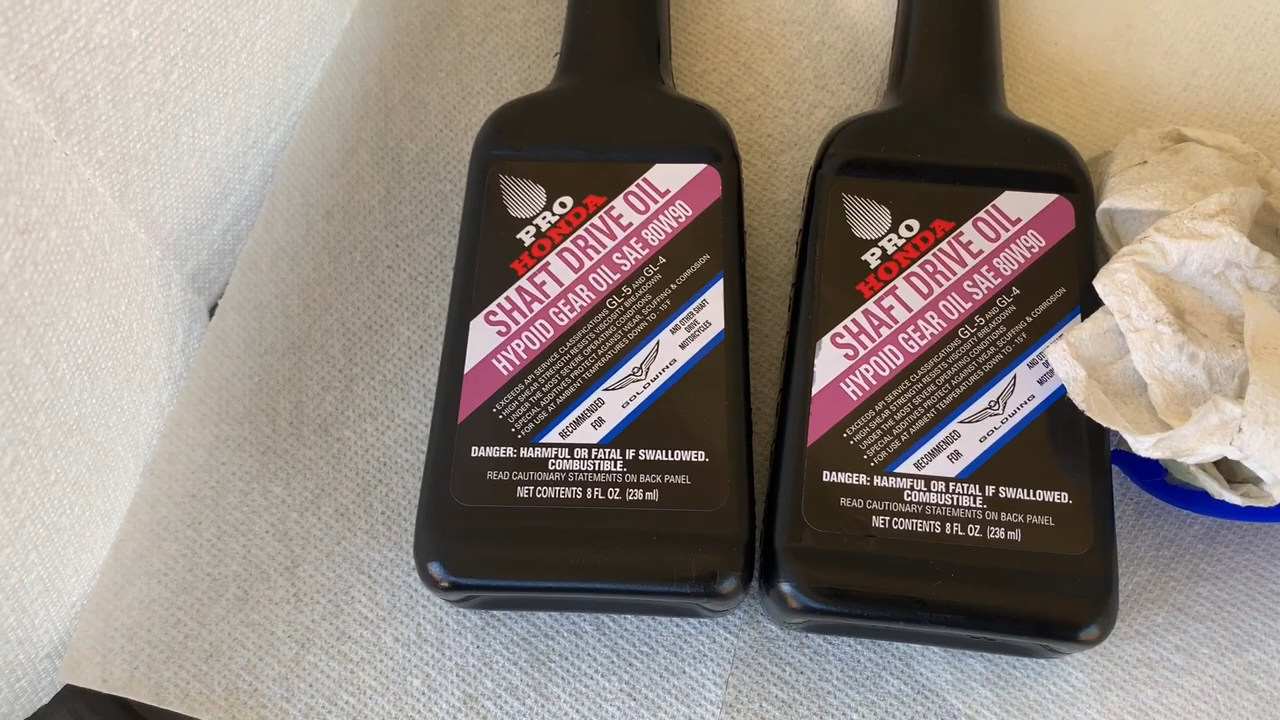 PRO
HONDA
SHAFT DRIVE OIL
HYPOID GEAR OIL SAE 80W90
• EXCEEDS API SERVICE CLASSIFICATIONS GL-5 AND GL-4
• HIGH SHEAR STRENGTH RESISTS VISCOSITY BREAKDOWN
UNDER THE MOST SEVERE OPERATING CONDITIONS
• SPECIAL ADDITIVES PROTECT AGAINST WEAR, SCUFFING & CORROSION
• FOR USE AT AMBIENT TEMPERATURES DOWN TO -15°F
RECOMMENDED
FOR
GOLDWING
AND OTHER SHAFT
DRIVE
MOTORCYCLES
DANGER: HARMFUL OR FATAL IF SWALLOWED.
COMBUSTIBLE.
READ CAUTIONARY STATEMENTS ON BACK PANEL
NET CONTENTS 8 FL. OZ. (236 ml)
PRO
HONDA
SHAFT DRIVE OIL
HYPOID GEAR OIL SAE 80W90
• EXCEEDS API SERVICE CLASSIFICATIONS GL-5 AND GL-4
• HIGH SHEAR STRENGTH RESISTS VISCOSITY BREAKDOWN
UNDER THE MOST SEVERE OPERATING CONDITIONS
• SPECIAL ADDITIVES PROTECT AGAINST WEAR, SCUFFING & CORROSION
• FOR USE AT AMBIENT TEMPERATURES DOWN TO -15°F
RECOMMENDED
FOR
GOLDWING
AND
DANGER: HARMFUL OR FATAL IF SWALLOWED.
COMBUSTIBLE.
READ CAUTIONARY STATEMENTS ON BACK PANEL
NET CONTENTS 8 FL. OZ. (236 ml)